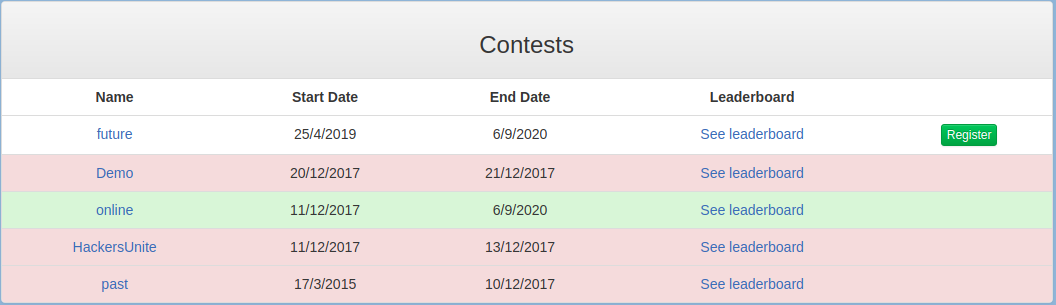 Contests
Name Start Date End Date Leaderboard
future 25/4/2019 6/9/2020 See leaderboard Register
Demo 20/12/2017 21/12/2017 See leaderboard
online 11/12/2017 6/9/2020 See leaderboard
HackersUnite 11/12/2017 13/12/2017 See leaderboard
past 17/3/2015 10/12/2017 See leaderboard